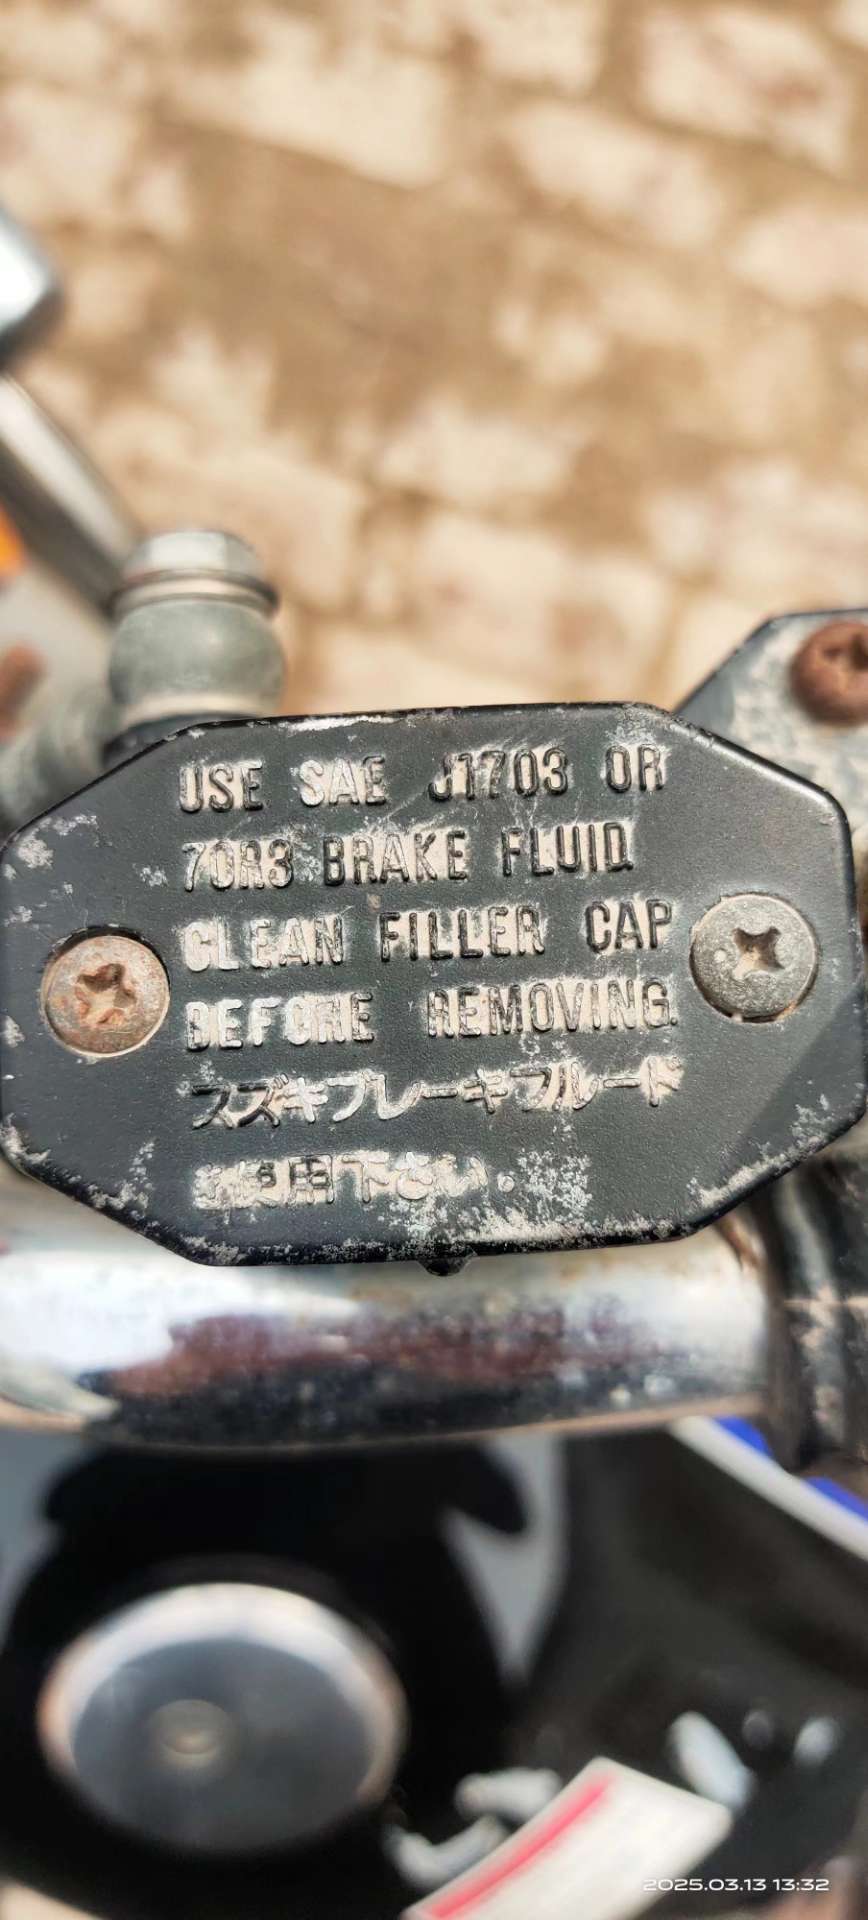 USE SAE J1703 OR
70R3 BRAKE FLUID
CLEAN FILLER CAP
BEFORE REMOVING.
スズキブレーキフルード
を使用下さい.
2025.03.13 13:32